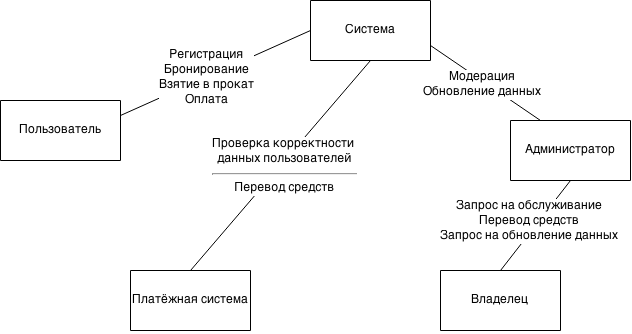 Система
Регистрация
Бронирование
Взятие в прокат
Оплата
Модерация
Обновление данных
Пользователь
Проверка корректности
данных пользователей
Перевод средств
Администратор
Запрос на обслуживание
Перевод средств
Запрос на обновление данных
Платёжная система
Владелец